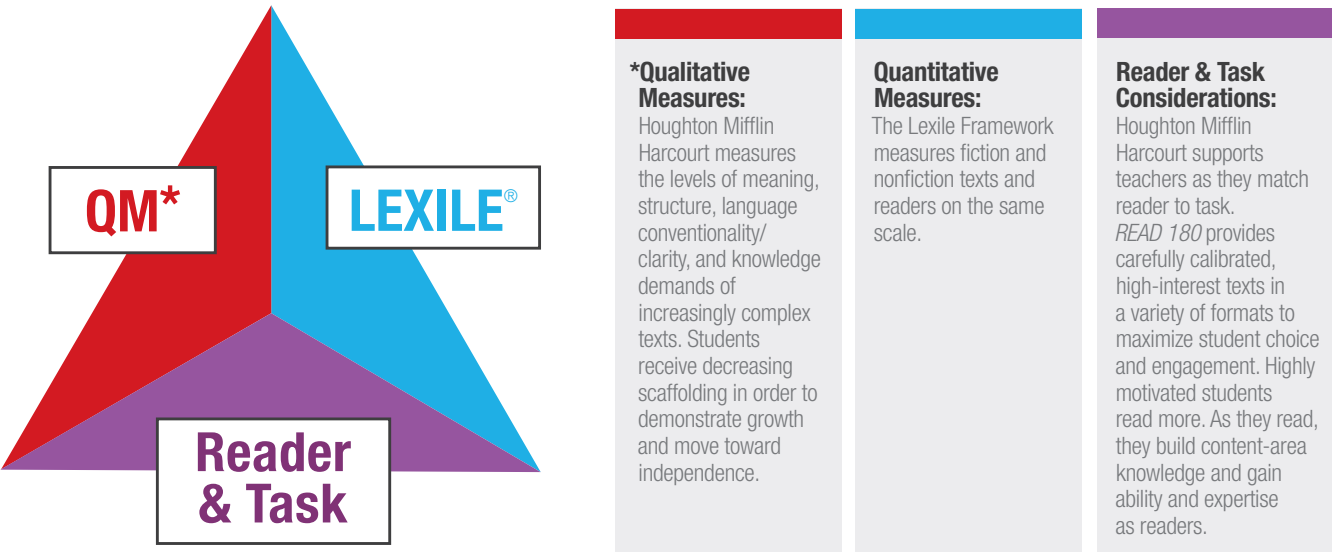 QM*
LEXILE®
Reader
& Task
*Qualitative
Measures:
Houghton Mifflin
Harcourt measures
the levels of meaning,
structure, language
conventionality/
clarity, and knowledge
demands of
increasingly complex
texts. Students
receive decreasing
scaffolding in order to
demonstrate growth
and move toward
independence.
Quantitative
Measures:
The Lexile Framework
measures fiction and
nonfiction texts and
readers on the same
scale.
Reader & Task
Considerations:
Houghton Mifflin
Harcourt supports
teachers as they match
reader to task.
READ 180 provides
carefully calibrated,
high-interest texts in
a variety of formats to
maximize student choice
and engagement. Highly
motivated students
read more. As they read,
they build content-area
knowledge and gain
ability and expertise
as readers.